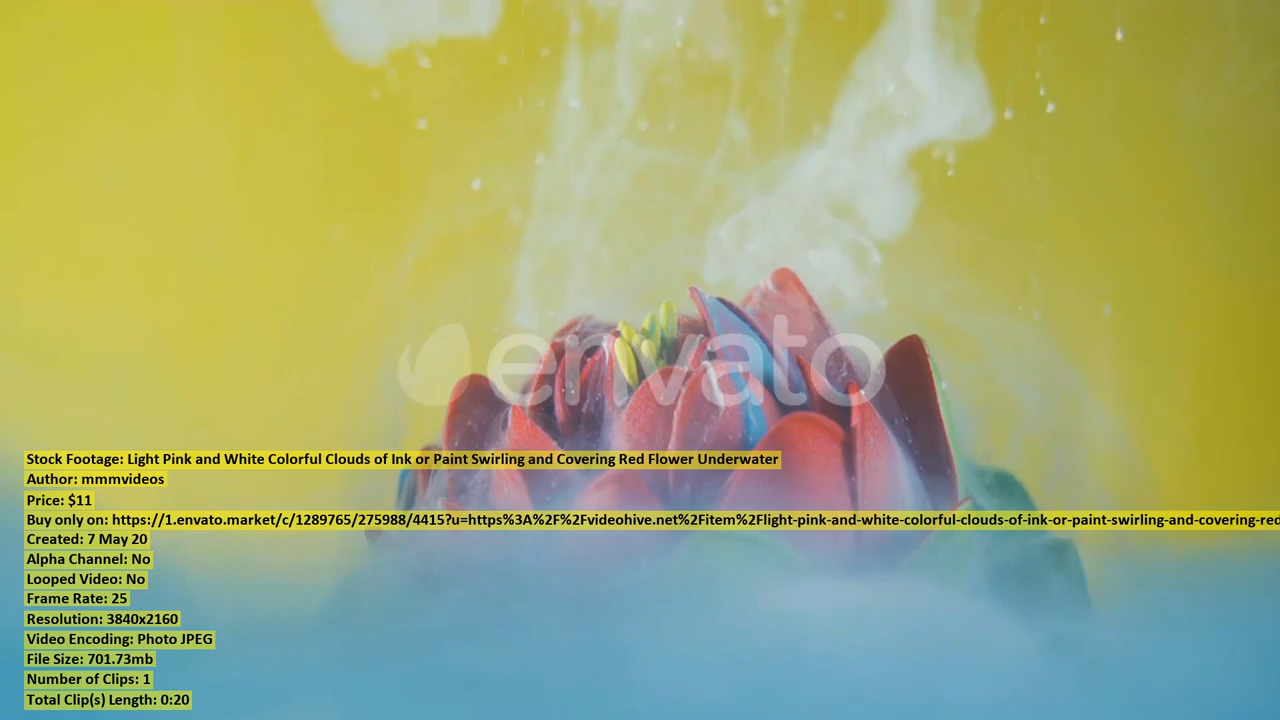 envato
Stock Footage: Light Pink and White Colorful Clouds of Ink or Paint Swirling and Covering Red Flower Underwater
Author: mmmvideos
Price: $11
Buy only on: https://1.envato.market/c/1289765/275988/4415?u=https%3A%2F%2Fvideohive.net%2Fitem%2Flight-pink-and-white-colorful-clouds-of-ink-or-paint-swirling-and-covering-red
Created: 7 May 20
Alpha Channel: No
Looped Video: No
Frame Rate: 25
Resolution: 3840x2160
Video Encoding: Photo JPEG
File Size: 701.73mb
Number of Clips: 1
Total Clip(s) Length: 0:20